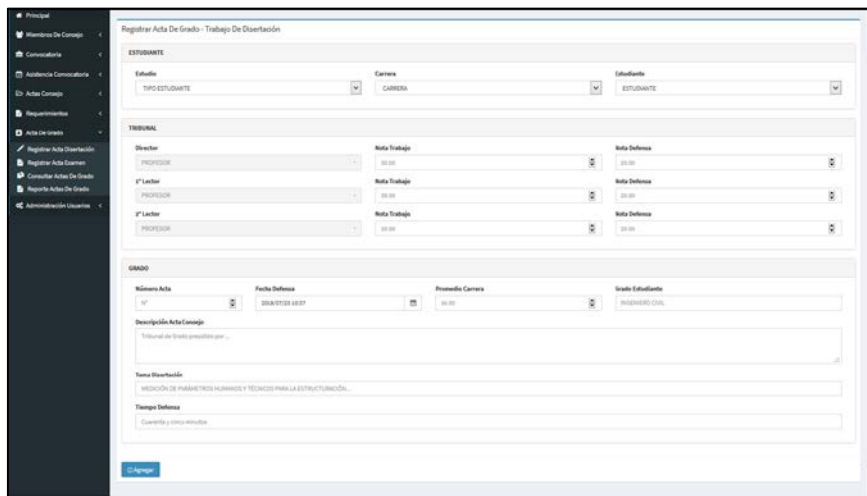 Principal
Miembros De Consejo
Convocatoria
Asistencia Convocatoria
Actas Consejo
Requerimientos
Acta De Grado
Registrar Acta Disertación
Registrar Acta Examen
Consultar Actas De Grado
Reporte Actas De Grado
Administración Usuarios
Registrar Acta De Grado - Trabajo De Disertación
ESTUDIANTE
Estudio Carrera Estudiante
TIPO ESTUDIANTE CARRERA ESTUDIANTE
TRIBUNAL
Director Nota Trabajo Nota Defensa
PROFESOR
1° Lector Nota Trabajo Nota Defensa
PROFESOR
2° Lector Nota Trabajo Nota Defensa
PROFESOR
GRADO
Número Acta Fecha Defensa Promedio Carrera Grado Estudiante
N° INGENIERO CIVIL
Descripción Acta Consejo
Tribunal de Grado presidido por ...
Tema Disertación
MEDICIÓN DE PARÁMETROS HUMANOS Y TÉCNICOS PARA LA ESTRUCTURACIÓN...
Tiempo Defensa
Cuarenta y cinco minutos
Agregar